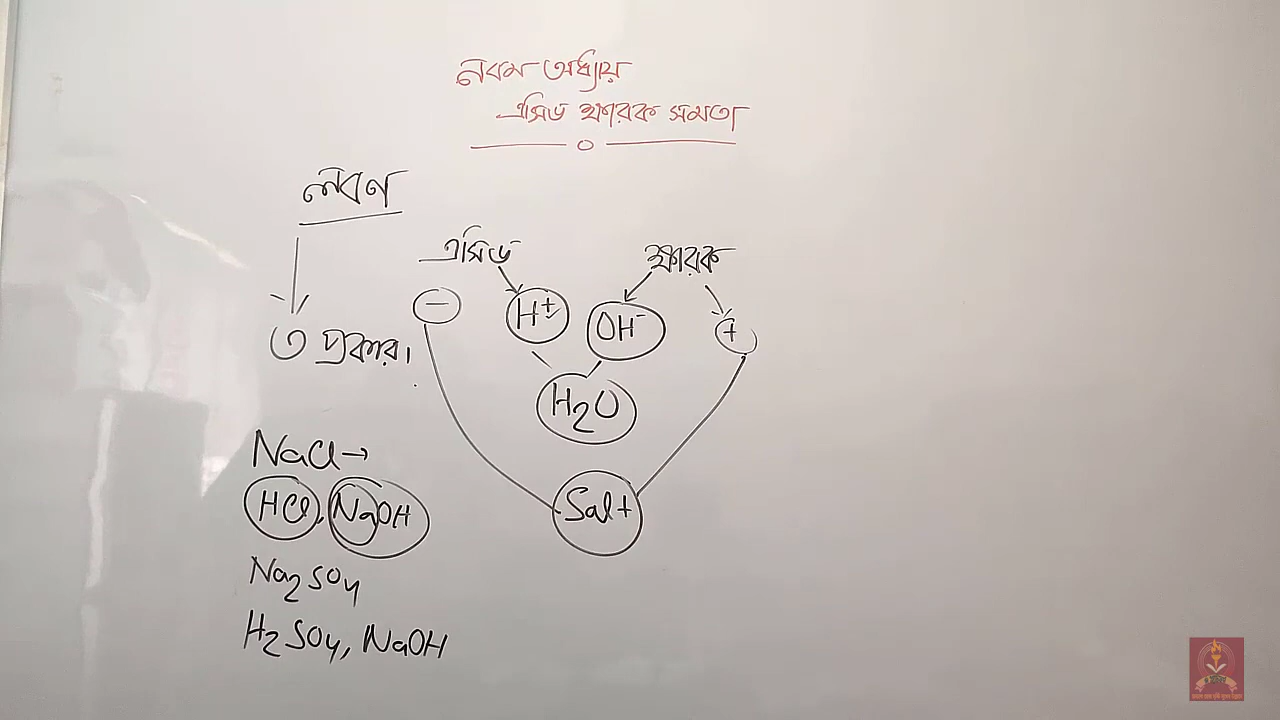 নবম অধ্যায়
এসিড ক্ষারক সমতা
লবণ
এসিড ক্ষারক
− H⁺ OH⁻ +
৩ প্রকার।
H₂O
NaCl→
HCl, NaOH
Salt
Na₂SO₄
H₂SO₄, NaOH